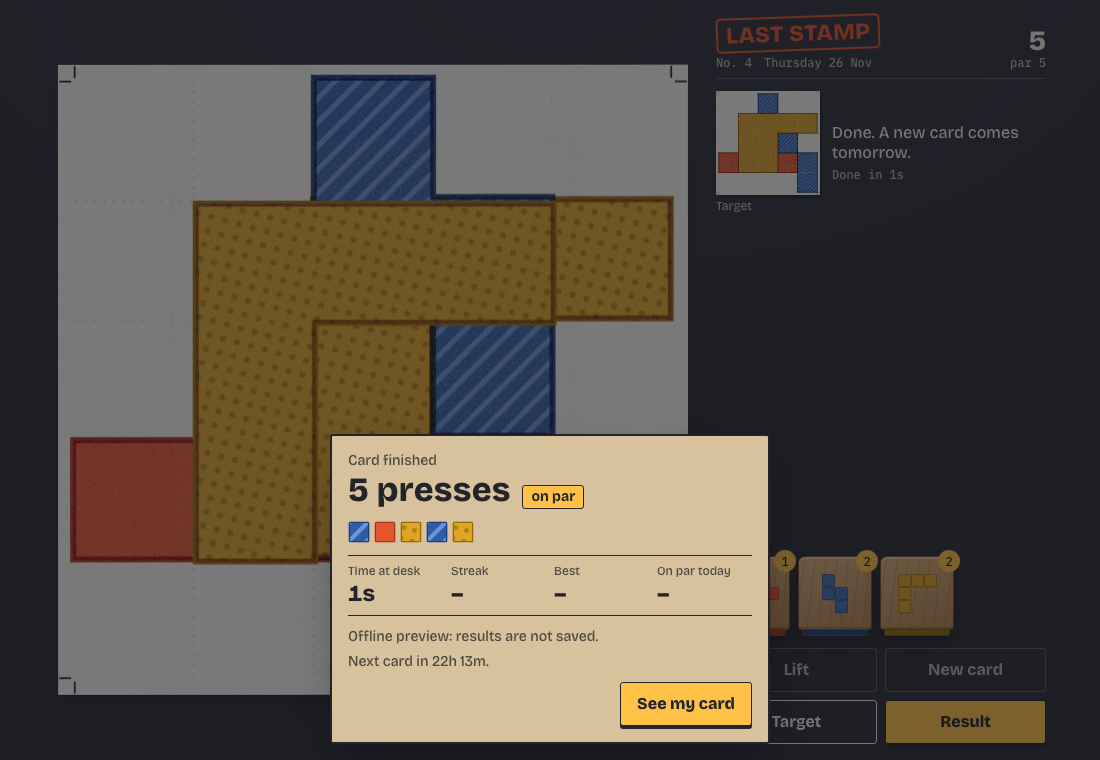 LAST STAMP
5
No. 4 Thursday 26 Nov
par 5
Done. A new card comes
tomorrow.
Done in 1s
Target
Card finished
5 presses
on par
Time at desk
Streak
Best
On par today
1s
–
–
–
Offline preview: results are not saved.
Next card in 22h 13m.
See my card
1
2
2
Lift
New card
Target
Result